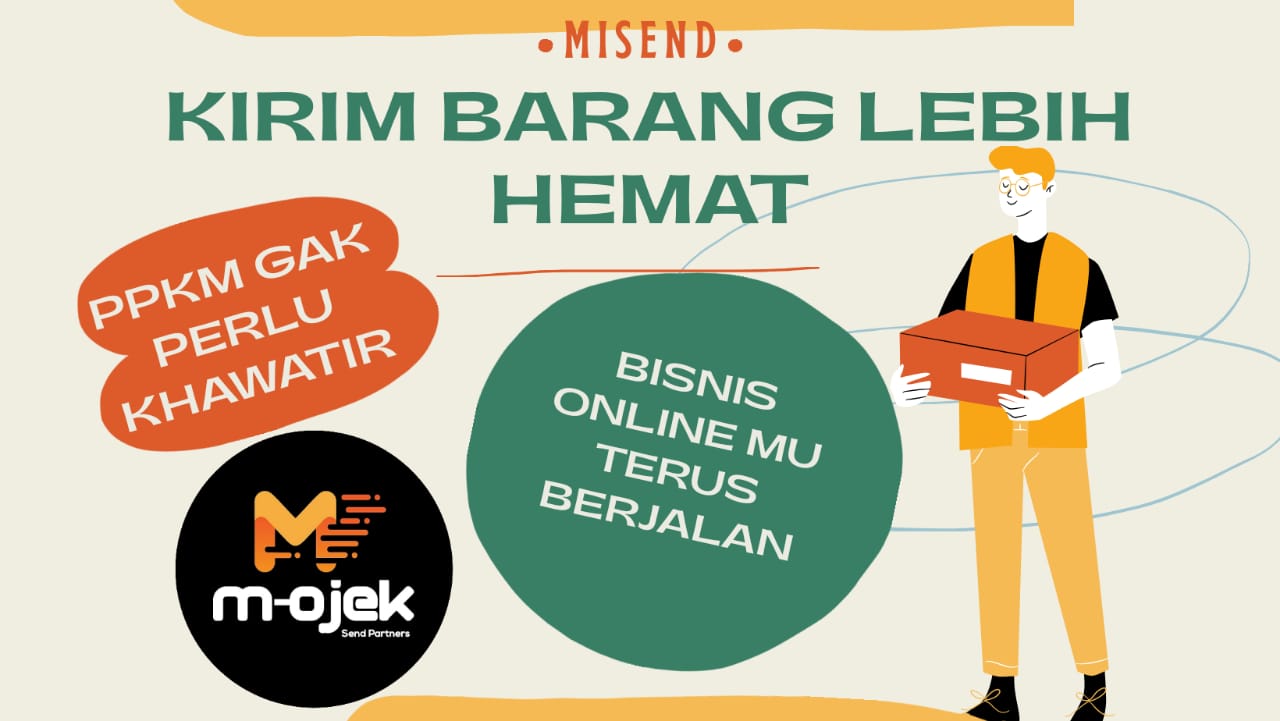 • MISEND •
KIRIM BARANG LEBIH
HEMAT
PPKM GAK
PERLU
KHAWATIR
BISNIS
ONLINE MU
TERUS
BERJALAN
M
m-ojek
Send Partners